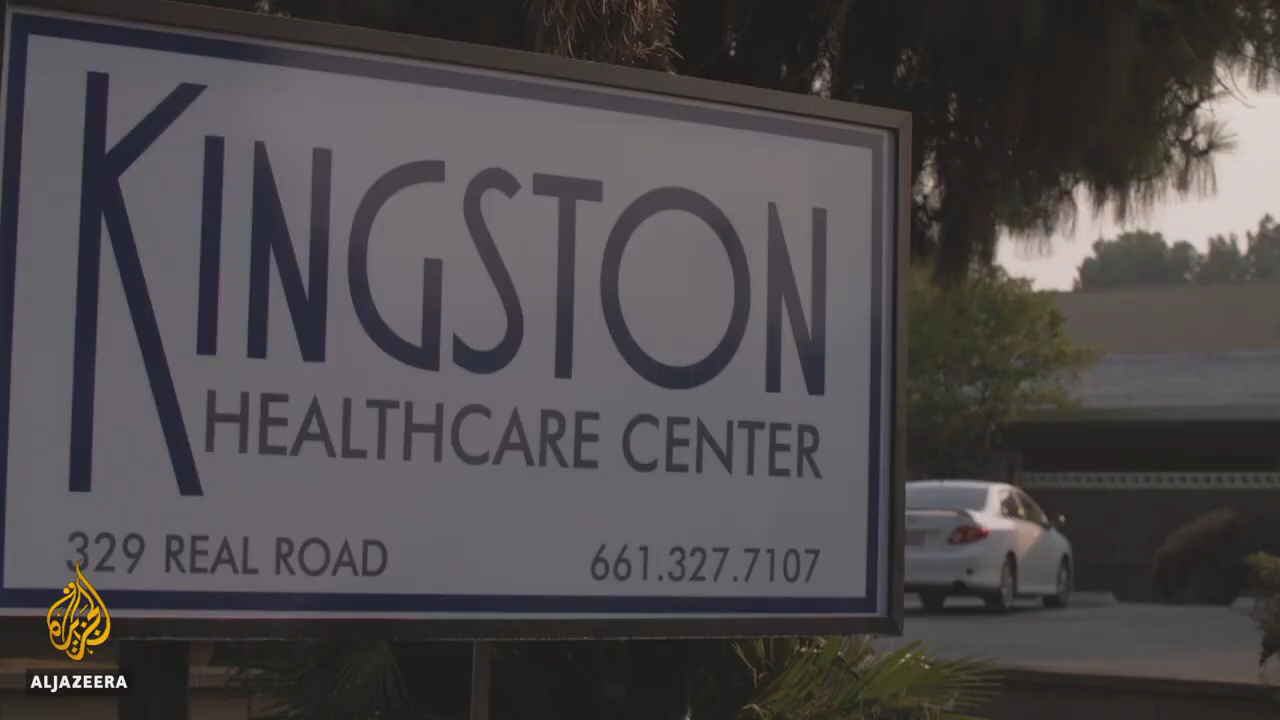 KINGSTON
HEALTHCARE CENTER
329 REAL ROAD
661.327.7107
ALJAZEERA